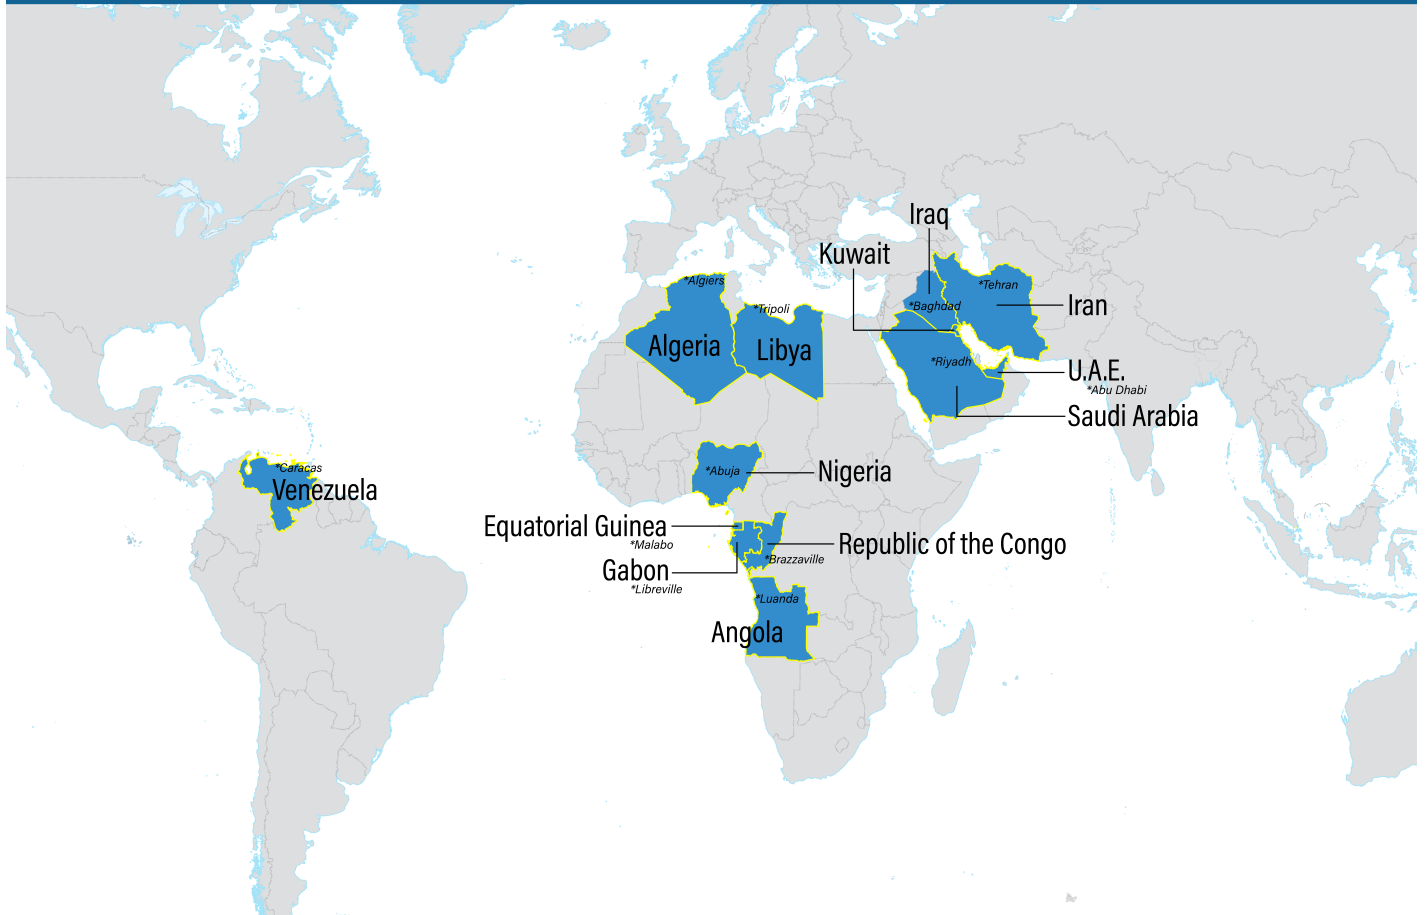 Iraq
Kuwait
*Algiers
*Tehran
*Tripoli
*Baghdad
Iran
Algeria
Libya
*Riyadh
U.A.E.
*Abu Dhabi
Saudi Arabia
*Caracas
Venezuela
*Abuja
Nigeria
Equatorial Guinea
*Malabo
Republic of the Congo
*Brazzaville
Gabon
*Libreville
*Luanda
Angola